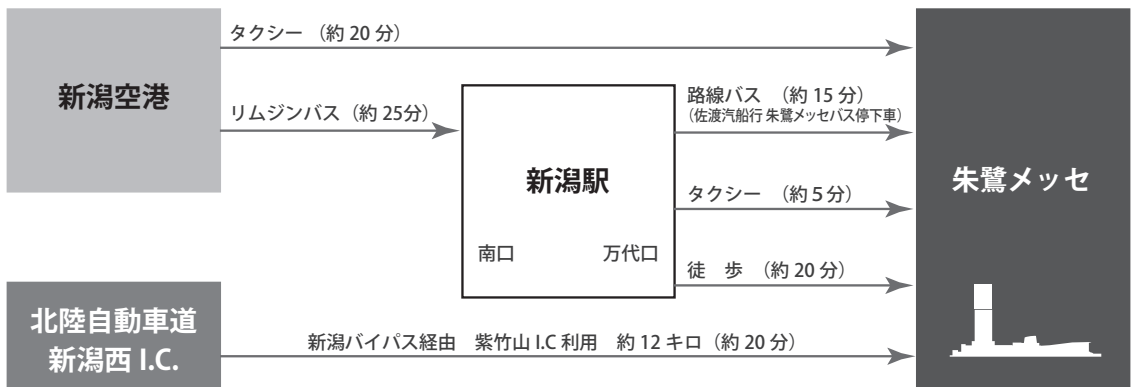 タクシー （約 20 分）
新潟空港
リムジンバス（約 25分）
路線バス （約 15 分）
（佐渡汽船行 朱鷺メッセバス停下車）
新潟駅
朱鷺メッセ
タクシー （約 5 分）
南口
万代口
徒　歩 （約 20 分）
北陸自動車道
新潟西 I.C.
新潟バイパス経由　紫竹山 I.C 利用　約 12 キロ（約 20 分）